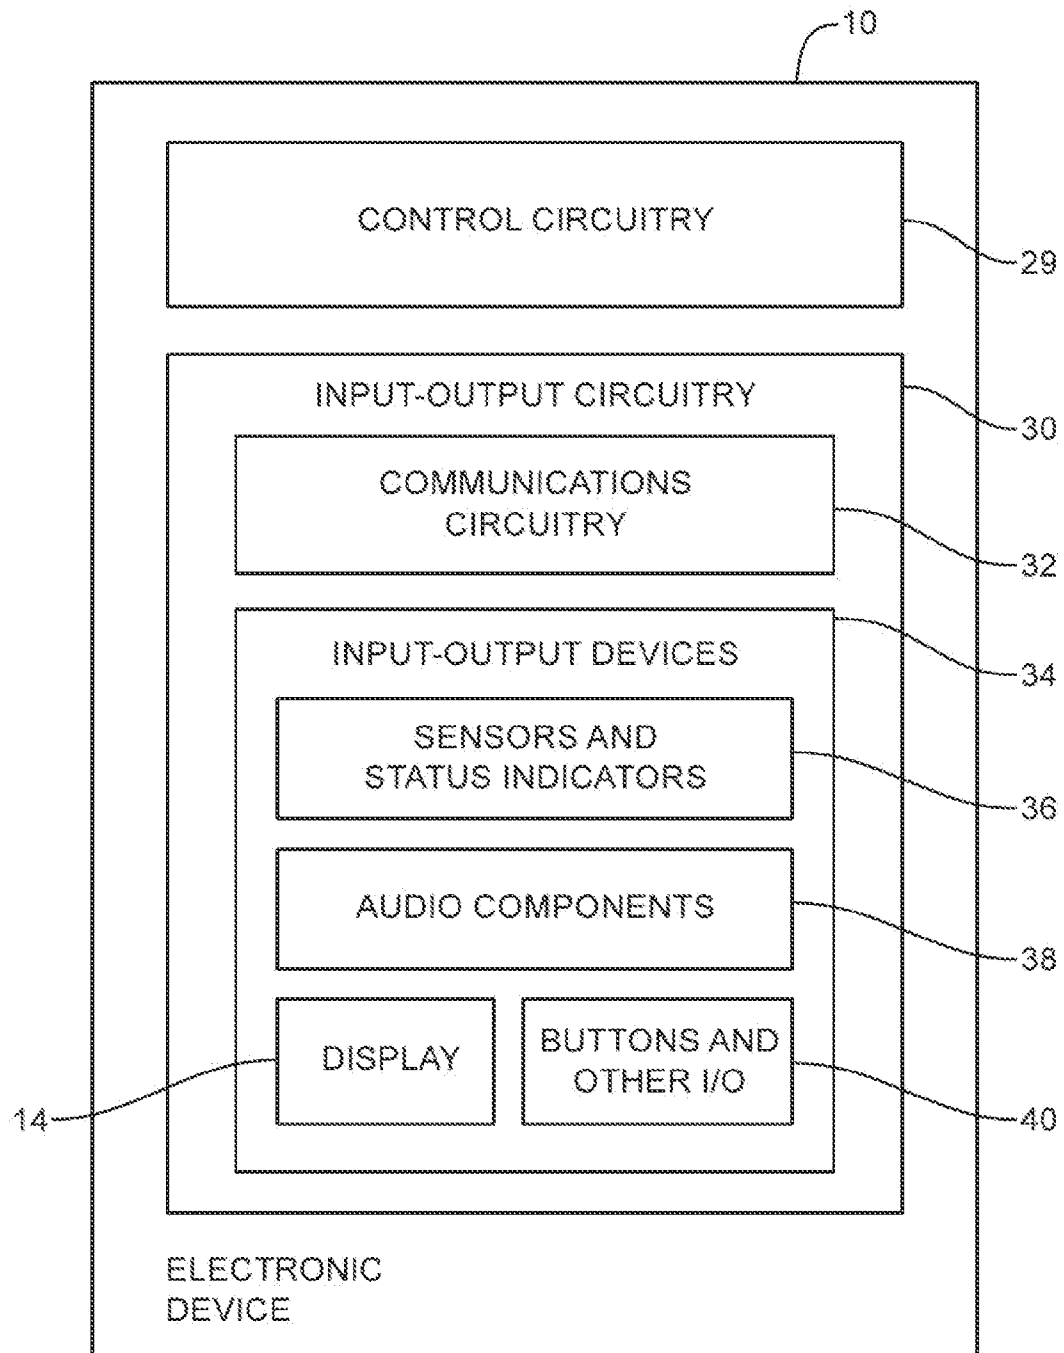 10
CONTROL CIRCUITRY
29
INPUT-OUTPUT CIRCUITRY
30
COMMUNICATIONS
CIRCUITRY
32
INPUT-OUTPUT DEVICES
34
SENSORS AND
STATUS INDICATORS
36
AUDIO COMPONENTS
38
DISPLAY
14
BUTTONS AND
OTHER I/O
40
ELECTRONIC
DEVICE